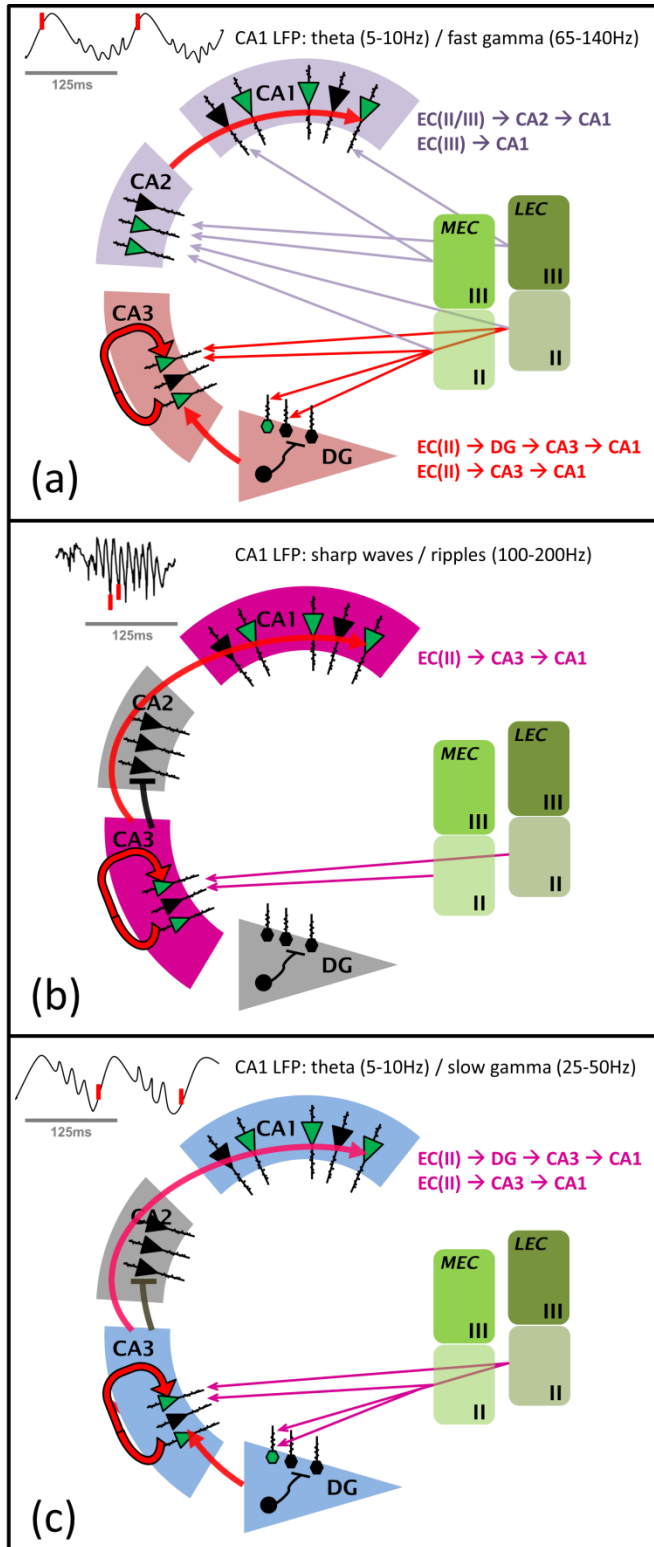 CA1 LFP: theta (5-10Hz) / fast gamma (65-140Hz)
125ms
CA1
EC(II/III) → CA2 → CA1
EC(III) → CA1
CA2
MEC
LEC
III
III
CA3
II
II
DG
EC(II) → DG → CA3 → CA1
EC(II) → CA3 → CA1
(a)
CA1 LFP: sharp waves / ripples (100-200Hz)
125ms
CA1
EC(II) → CA3 → CA1
CA2
MEC
LEC
III
III
CA3
II
II
DG
(b)
CA1 LFP: theta (5-10Hz) / slow gamma (25-50Hz)
125ms
CA1
EC(II) → DG → CA3 → CA1
EC(II) → CA3 → CA1
CA2
MEC
LEC
III
III
CA3
II
II
DG
(c)